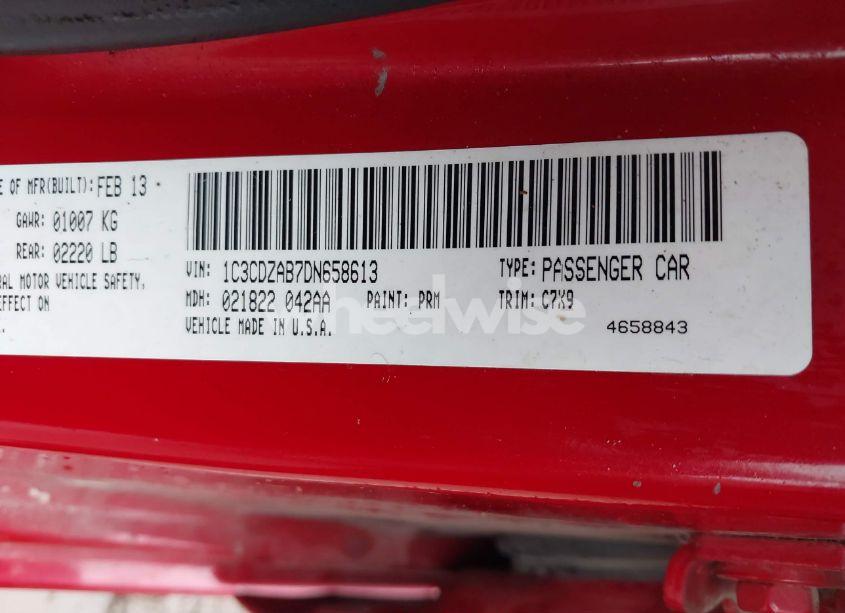 E OF MFR(BUILT): FEB 13
GAWR: 01007 KG
REAR: 02220 LB
RAL MOTOR VEHICLE SAFETY,
EFFECT ON
VIN: 1C3CDZAB7DN658613 TYPE: PASSENGER CAR
MDH: 021822 042AA PAINT: PRM TRIM: C7X9
VEHICLE MADE IN U.S.A. 4658843